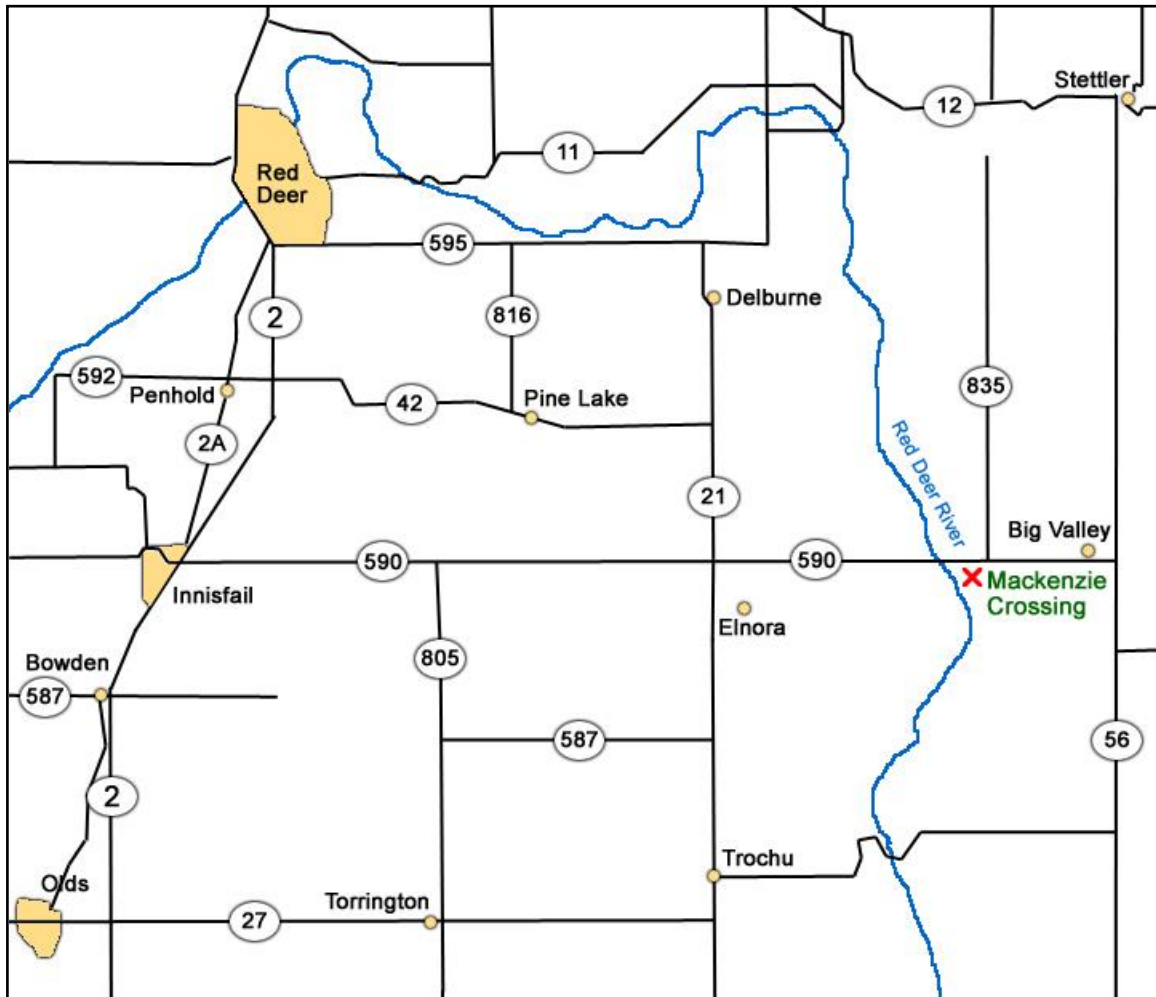 Stettler
12
11
Red
Deer
595
Delburne
2
816
592
Penhold
42
Pine Lake
835
2A
Red Deer River
21
Big Valley
590
590
Mackenzie
Crossing
Innisfail
Elnora
805
Bowden
587
587
56
2
Trochu
Olds
Torrington
27